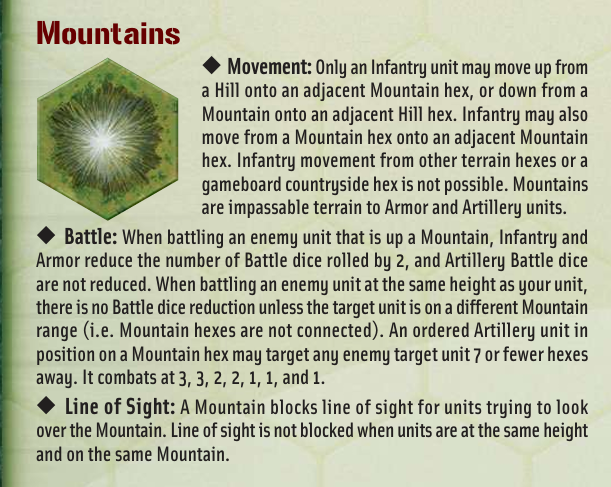 Mountains
◆ Movement: Only an Infantry unit may move up from
a Hill onto an adjacent Mountain hex, or down from a
Mountain onto an adjacent Hill hex. Infantry may also
move from a Mountain hex onto an adjacent Mountain
hex. Infantry movement from other terrain hexes or a
gameboard countryside hex is not possible. Mountains
are impassable terrain to Armor and Artillery units.
◆ Battle: When battling an enemy unit that is up a Mountain, Infantry and
Armor reduce the number of Battle dice rolled by 2, and Artillery Battle dice
are not reduced. When battling an enemy unit at the same height as your unit,
there is no Battle dice reduction unless the target unit is on a different Mountain
range (i.e. Mountain hexes are not connected). An ordered Artillery unit in
position on a Mountain hex may target any enemy target unit 7 or fewer hexes
away. It combats at 3, 3, 2, 2, 1, 1, and 1.
◆ Line of Sight: A Mountain blocks line of sight for units trying to look
over the Mountain. Line of sight is not blocked when units are at the same height
and on the same Mountain.